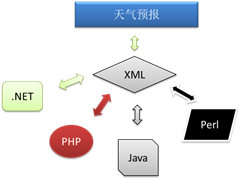 天气预报
XML
.NET
Perl
PHP
Java